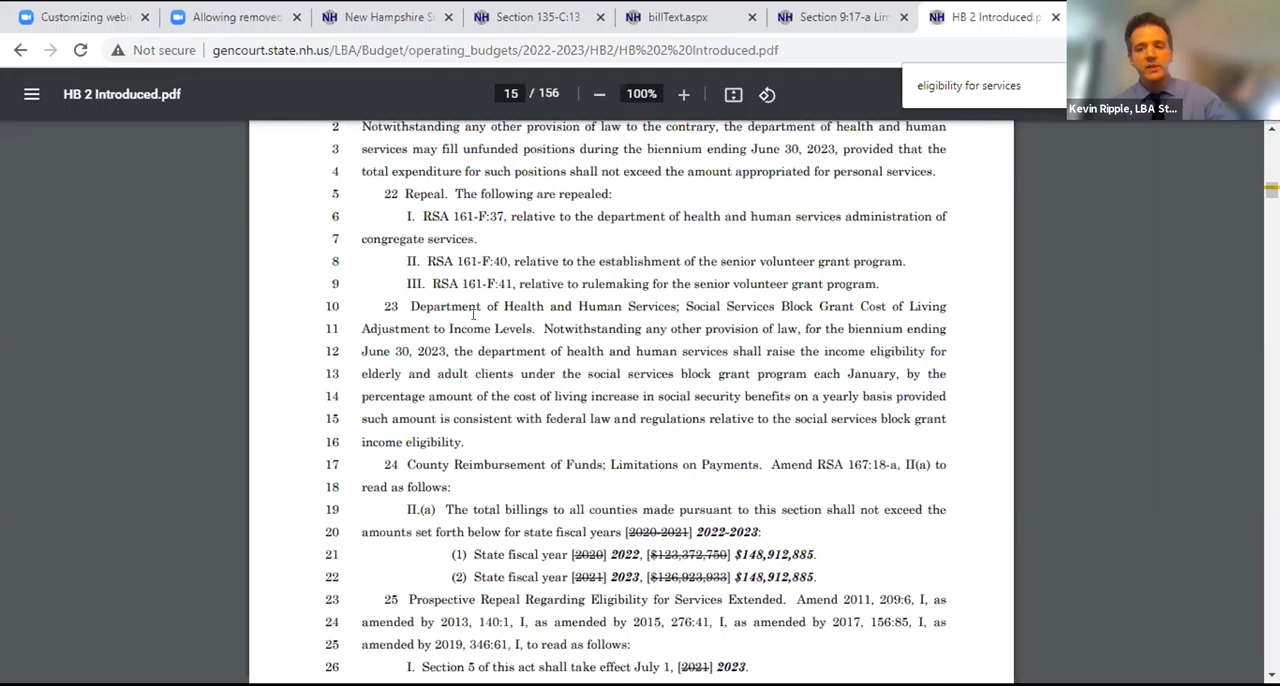 Customizing webi
Allowing removed
New Hampshire S
Section 135-C:13
billText.aspx
Section 9:17-a Lim
HB 2 Introduced.p
Not secure
gencourt.state.nh.us/LBA/Budget/operating_budgets/2022-2023/HB2/HB%202%20Introduced.pdf
HB 2 Introduced.pdf
15 / 156
100%
eligibility for services
Kevin Ripple, LBA St...
2 Notwithstanding any other provision of law to the contrary, the department of health and human
3 services may fill unfunded positions during the biennium ending June 30, 2023, provided that the
4 total expenditure for such positions shall not exceed the amount appropriated for personal services.
5 22 Repeal. The following are repealed:
6 I. RSA 161-F:37, relative to the department of health and human services administration of
7 congregate services.
8 II. RSA 161-F:40, relative to the establishment of the senior volunteer grant program.
9 III. RSA 161-F:41, relative to rulemaking for the senior volunteer grant program.
10 23 Department of Health and Human Services; Social Services Block Grant Cost of Living
11 Adjustment to Income Levels. Notwithstanding any other provision of law, for the biennium ending
12 June 30, 2023, the department of health and human services shall raise the income eligibility for
13 elderly and adult clients under the social services block grant program each January, by the
14 percentage amount of the cost of living increase in social security benefits on a yearly basis provided
15 such amount is consistent with federal law and regulations relative to the social services block grant
16 income eligibility.
17 24 County Reimbursement of Funds; Limitations on Payments. Amend RSA 167:18-a, II(a) to
18 read as follows:
19 II.(a) The total billings to all counties made pursuant to this section shall not exceed the
20 amounts set forth below for state fiscal years [2020-2021] 2022-2023:
21 (1) State fiscal year [2020] 2022, [$123,372,750] $148,912,885.
22 (2) State fiscal year [2021] 2023, [$126,923,933] $148,912,885.
23 25 Prospective Repeal Regarding Eligibility for Services Extended. Amend 2011, 209:6, I, as
24 amended by 2013, 140:1, I, as amended by 2015, 276:41, I, as amended by 2017, 156:85, I, as
25 amended by 2019, 346:61, I, to read as follows:
26 I. Section 5 of this act shall take effect July 1, [2021] 2023.